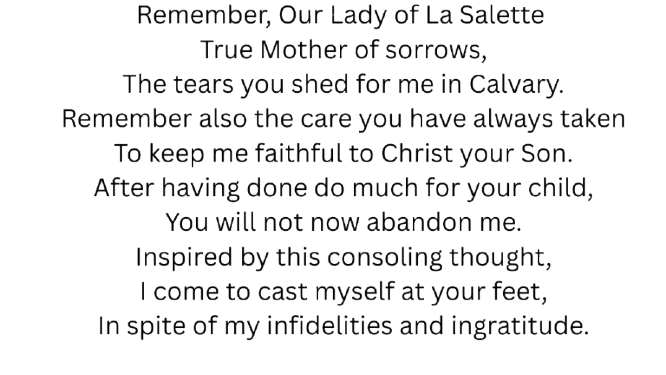 Remember, Our Lady of La Salette
True Mother of sorrows,
The tears you shed for me in Calvary.
Remember also the care you have always taken
To keep me faithful to Christ your Son.
After having done do much for your child,
You will not now abandon me.
Inspired by this consoling thought,
I come to cast myself at your feet,
In spite of my infidelities and ingratitude.